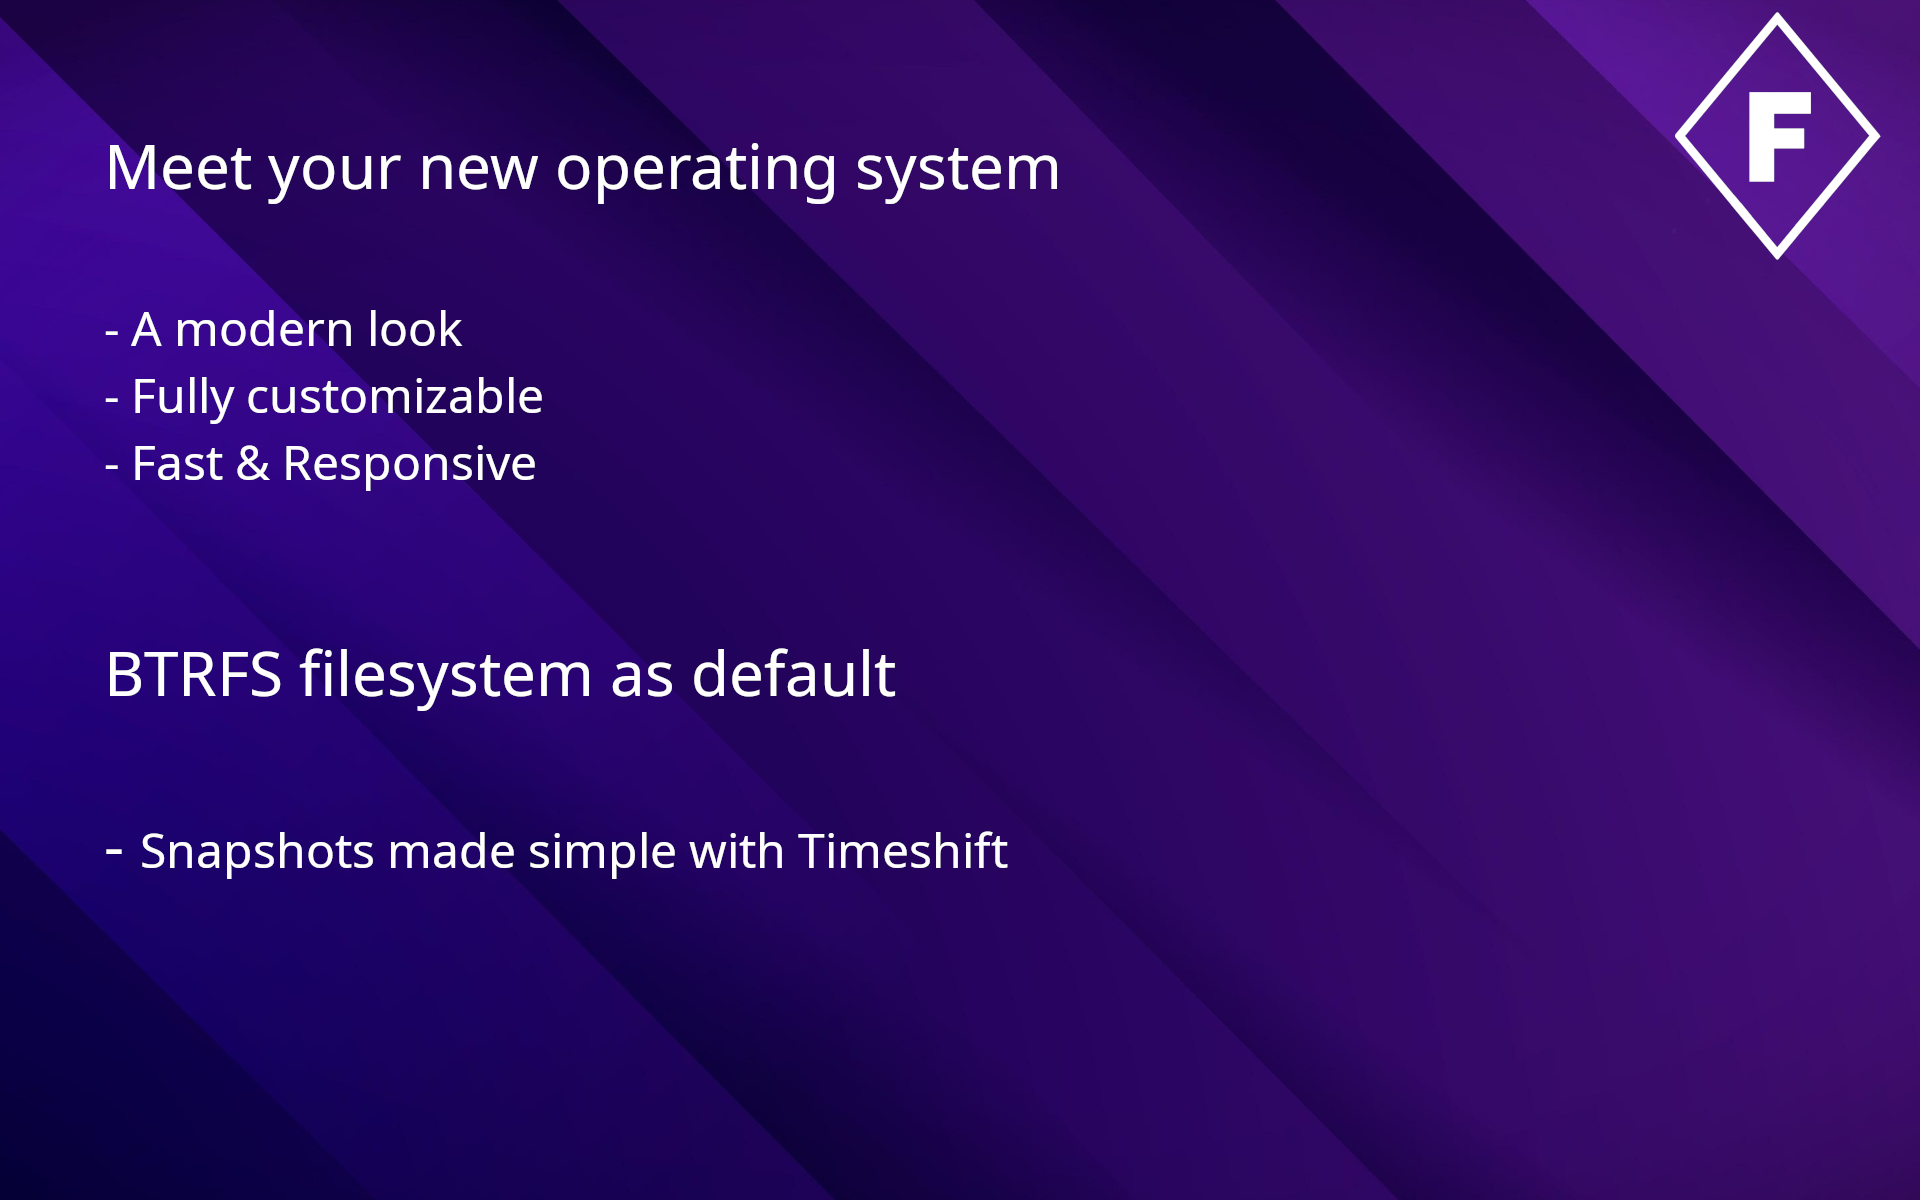 F
Meet your new operating system
- A modern look
- Fully customizable
- Fast & Responsive
BTRFS filesystem as default
- Snapshots made simple with Timeshift